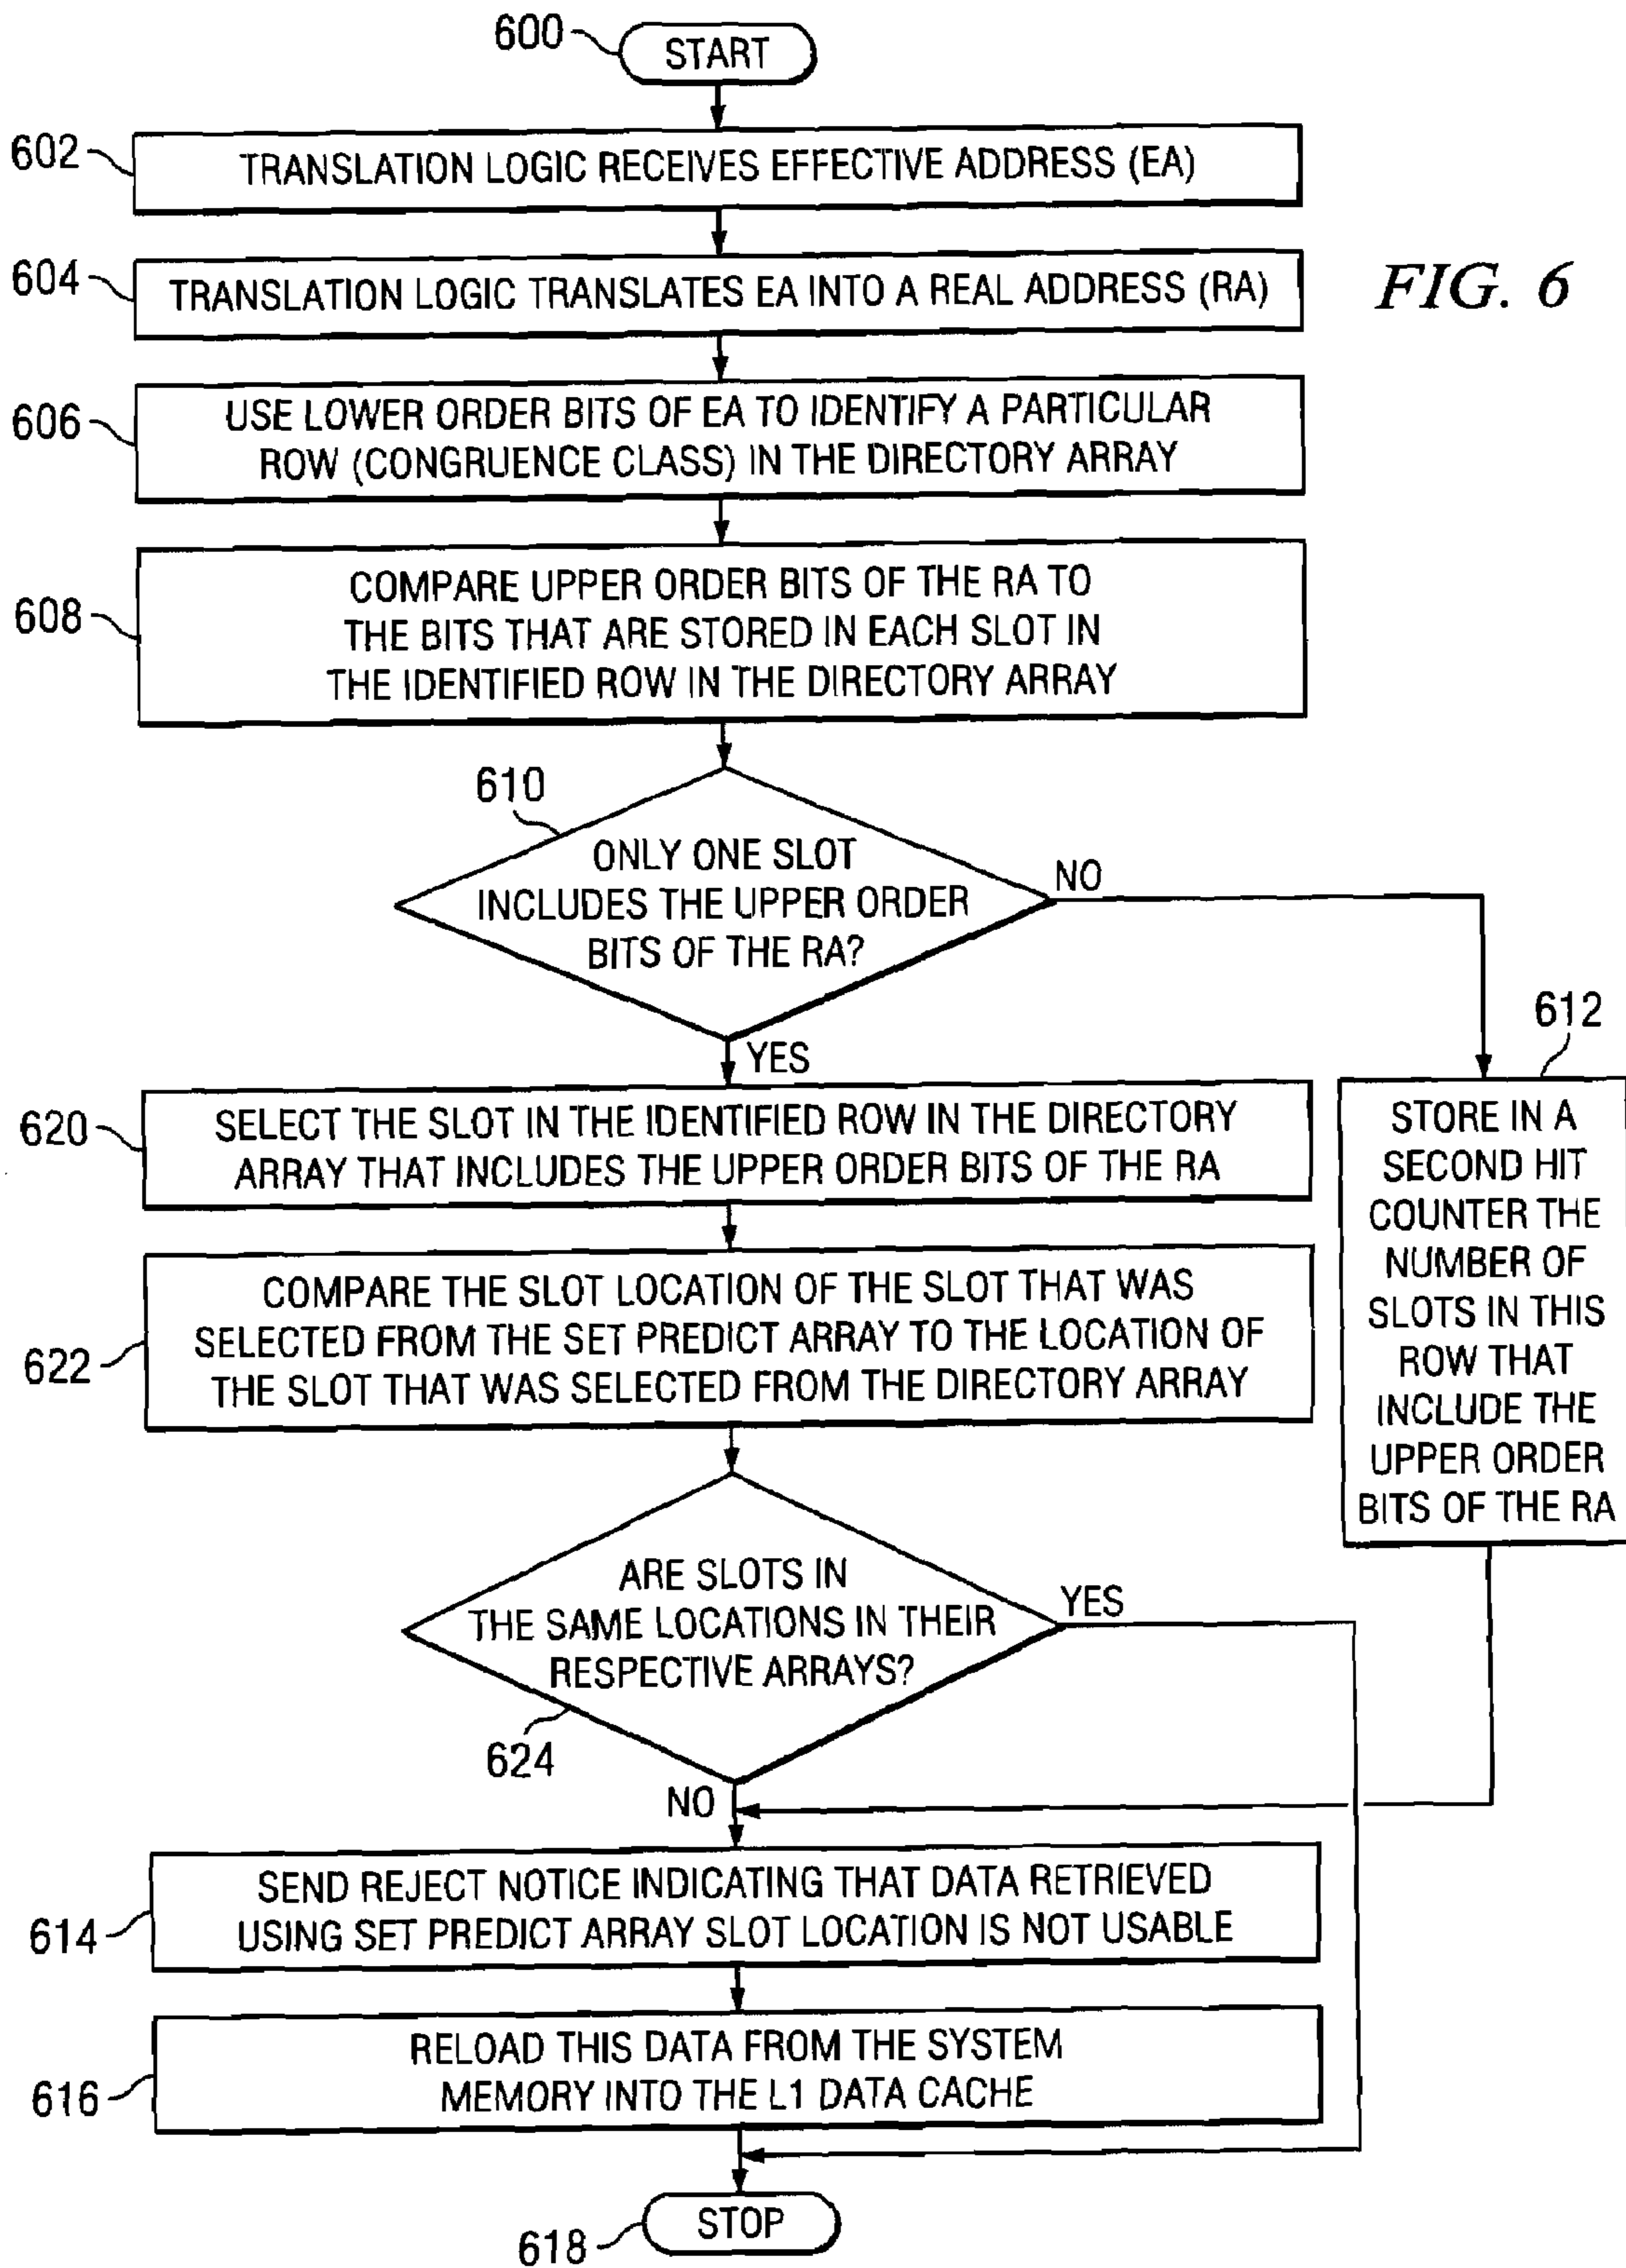 600
START
602
TRANSLATION LOGIC RECEIVES EFFECTIVE ADDRESS (EA)
604
TRANSLATION LOGIC TRANSLATES EA INTO A REAL ADDRESS (RA)
FIG. 6
606
USE LOWER ORDER BITS OF EA TO IDENTIFY A PARTICULAR
ROW (CONGRUENCE CLASS) IN THE DIRECTORY ARRAY
608
COMPARE UPPER ORDER BITS OF THE RA TO
THE BITS THAT ARE STORED IN EACH SLOT IN
THE IDENTIFIED ROW IN THE DIRECTORY ARRAY
610
ONLY ONE SLOT
INCLUDES THE UPPER ORDER
BITS OF THE RA?
NO
YES
612
STORE IN A
SECOND HIT
COUNTER THE
NUMBER OF
SLOTS IN THIS
ROW THAT
INCLUDE THE
UPPER ORDER
BITS OF THE RA
620
SELECT THE SLOT IN THE IDENTIFIED ROW IN THE DIRECTORY
ARRAY THAT INCLUDES THE UPPER ORDER BITS OF THE RA
622
COMPARE THE SLOT LOCATION OF THE SLOT THAT WAS
SELECTED FROM THE SET PREDICT ARRAY TO THE LOCATION OF
THE SLOT THAT WAS SELECTED FROM THE DIRECTORY ARRAY
ARE SLOTS IN
THE SAME LOCATIONS IN THEIR
RESPECTIVE ARRAYS?
YES
624
NO
614
SEND REJECT NOTICE INDICATING THAT DATA RETRIEVED
USING SET PREDICT ARRAY SLOT LOCATION IS NOT USABLE
616
RELOAD THIS DATA FROM THE SYSTEM
MEMORY INTO THE L1 DATA CACHE
618
STOP